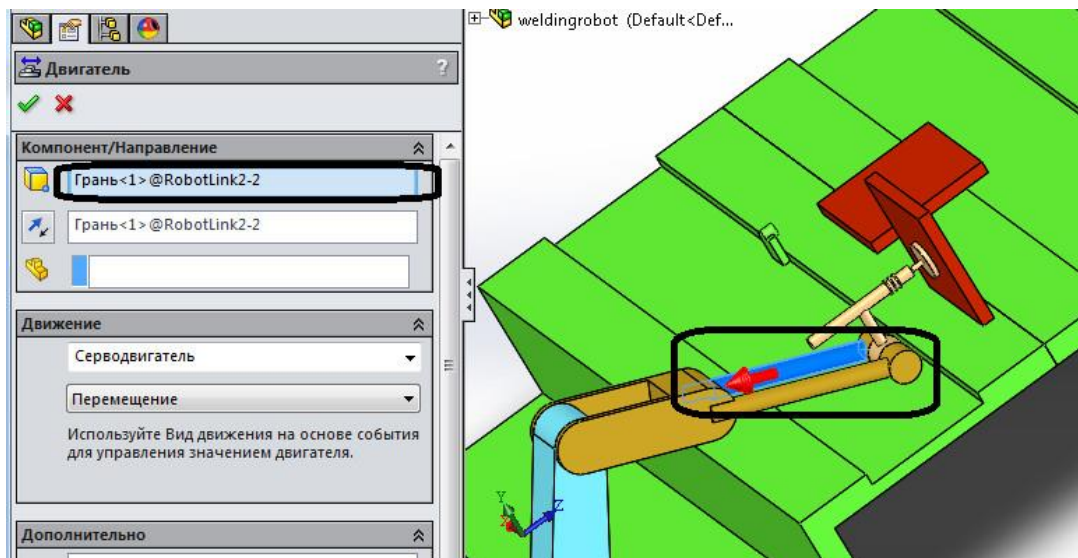 weldingrobot (Default<Def...
Двигатель
?
Компонент/Направление
Грань<1>@RobotLink2-2
Грань<1>@RobotLink2-2
Движение
Серводвигатель
Перемещение
Используйте Вид движения на основе события
для управления значением двигателя.
Дополнительно
Y
Z